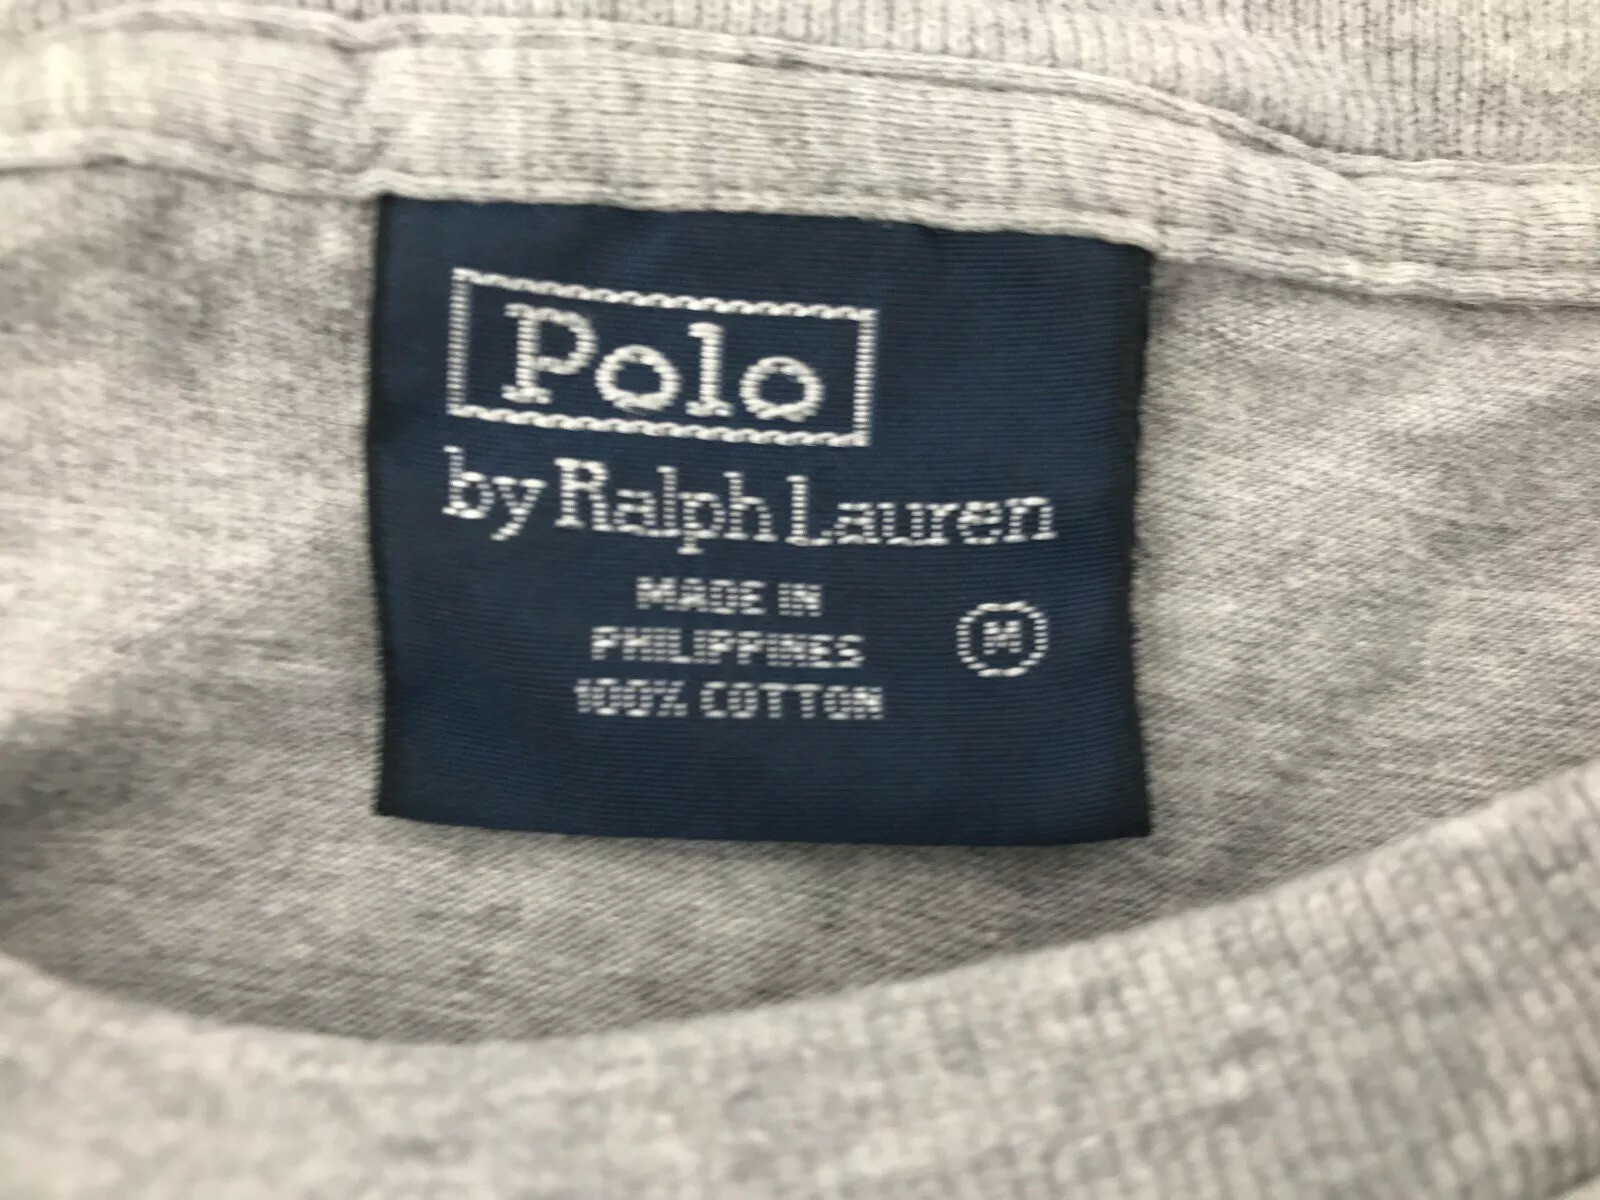 Polo
by Ralph Lauren
MADE IN
PHILIPPINES
M
100% COTTON